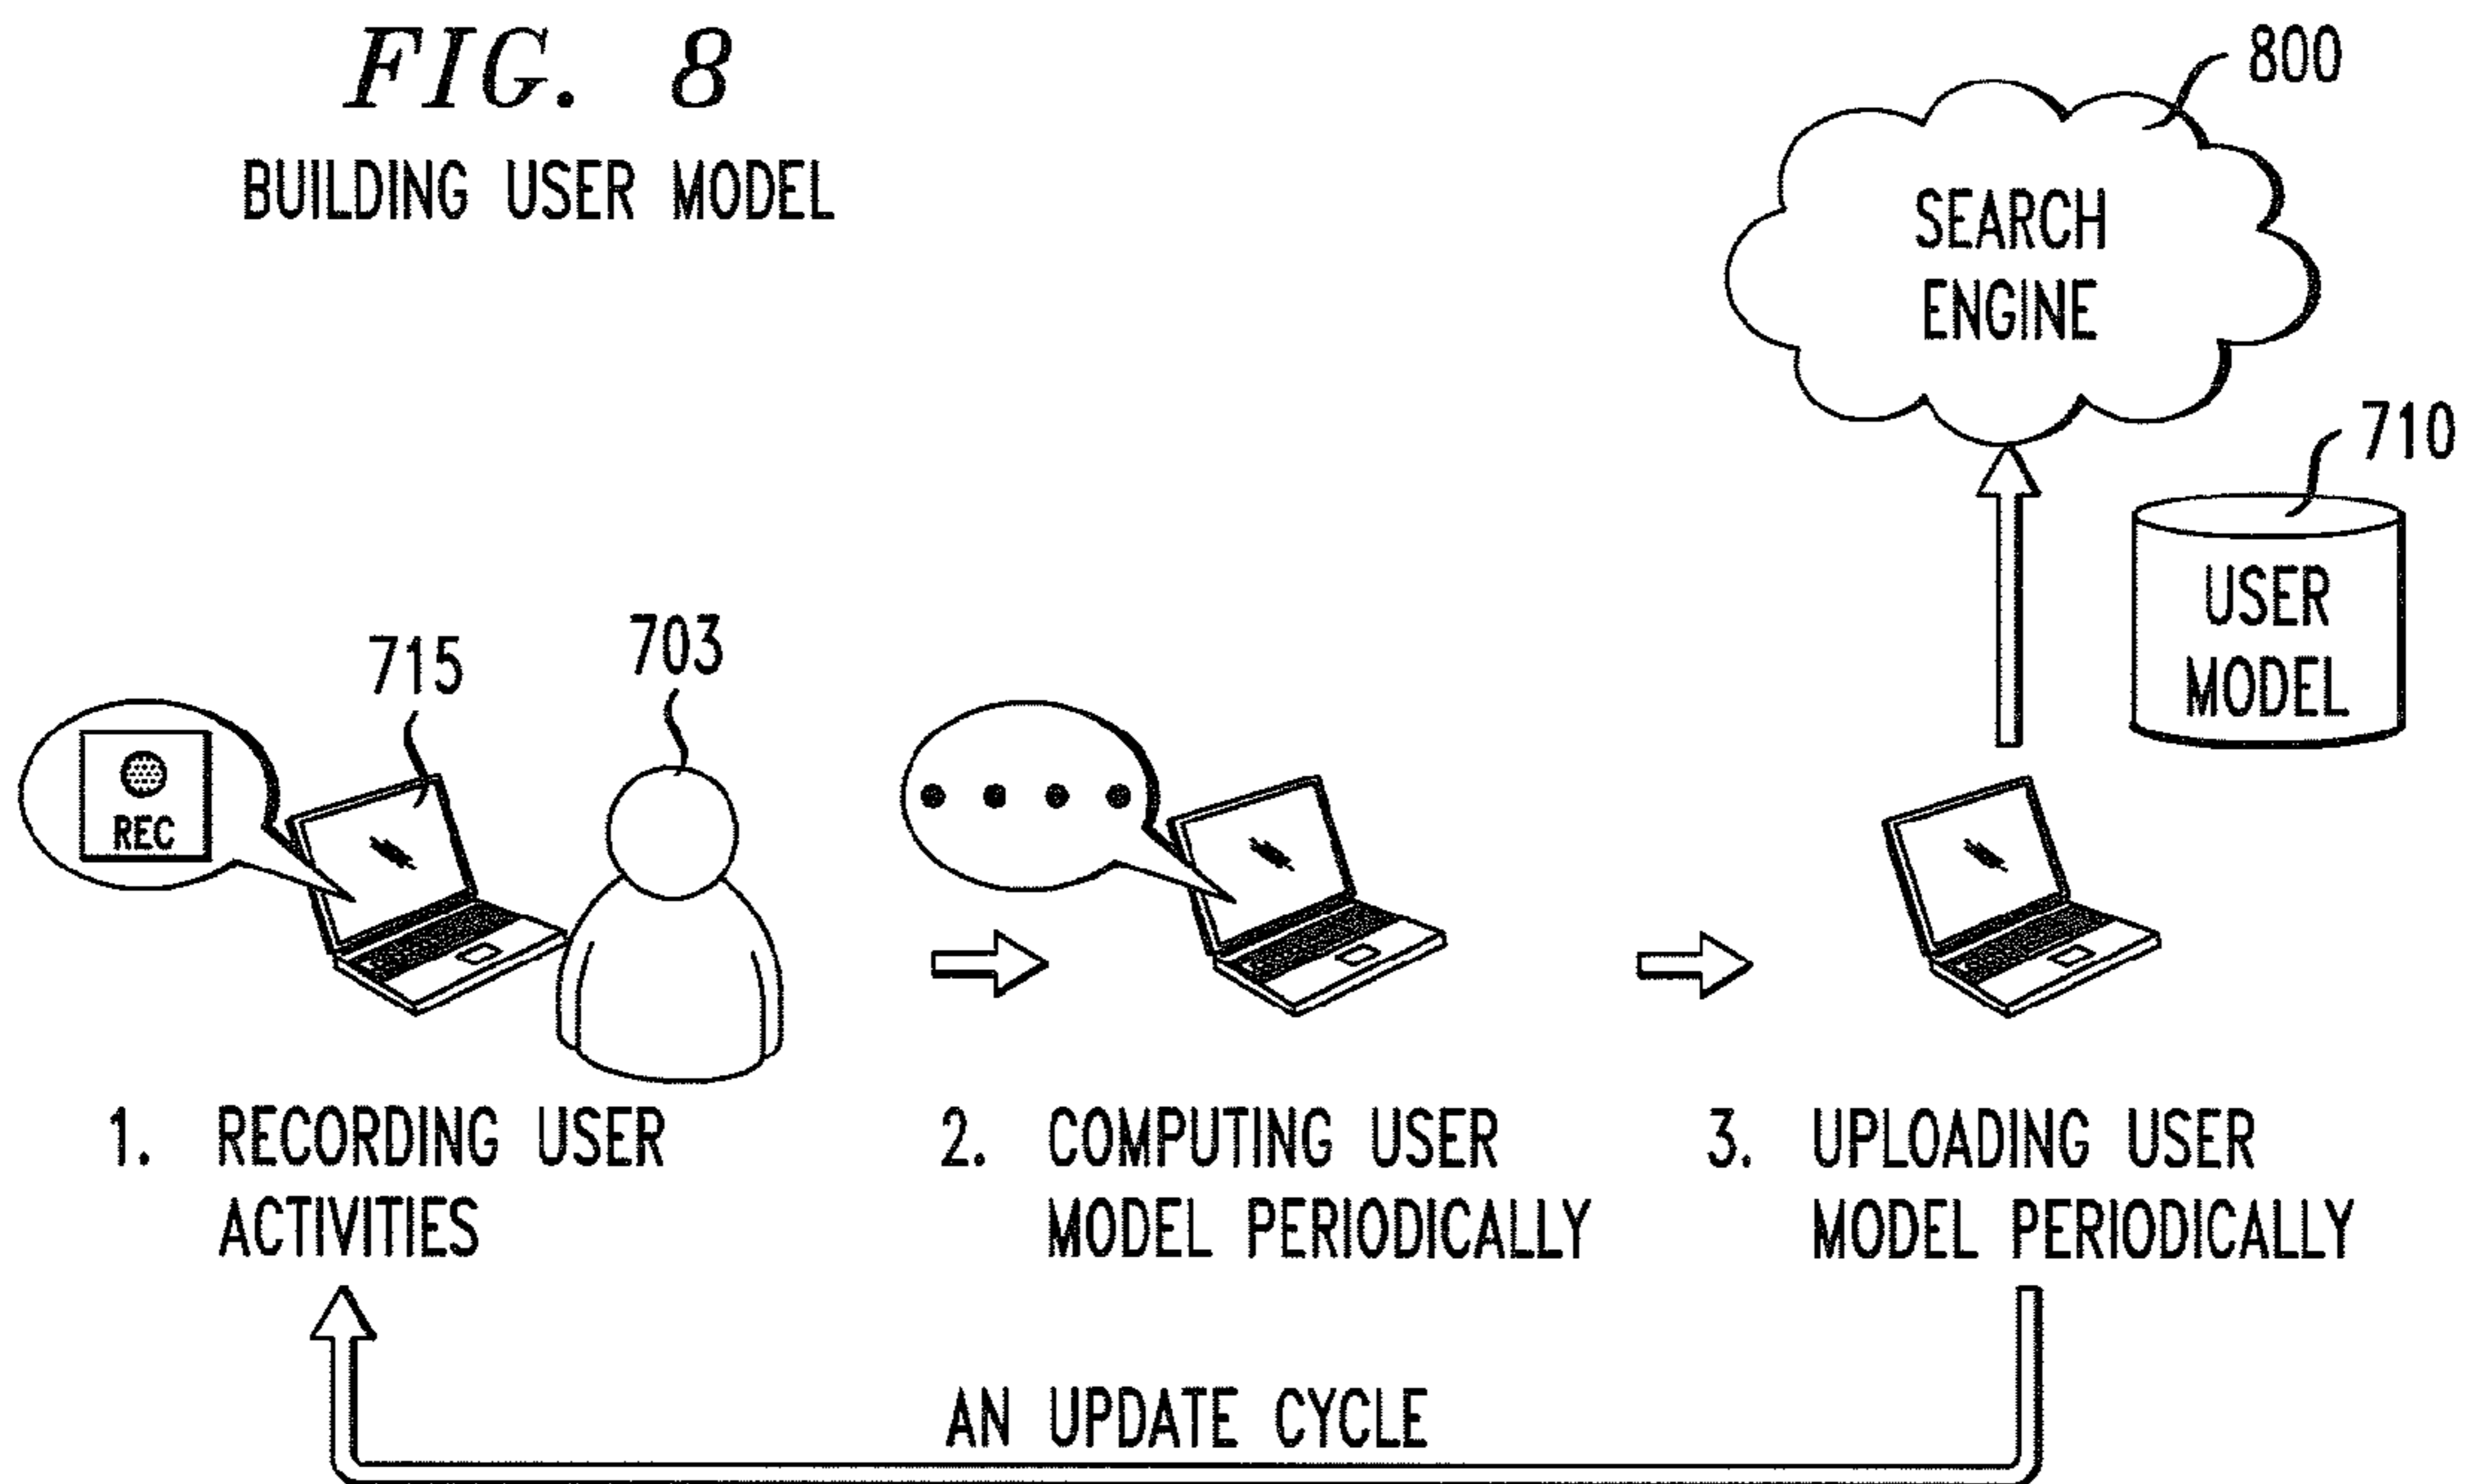 FIG. 8
BUILDING USER MODEL
800
SEARCH
ENGINE
710
USER
MODEL
715
703
REC
1. RECORDING USER
ACTIVITIES
2. COMPUTING USER
MODEL PERIODICALLY
3. UPLOADING USER
MODEL PERIODICALLY
AN UPDATE CYCLE